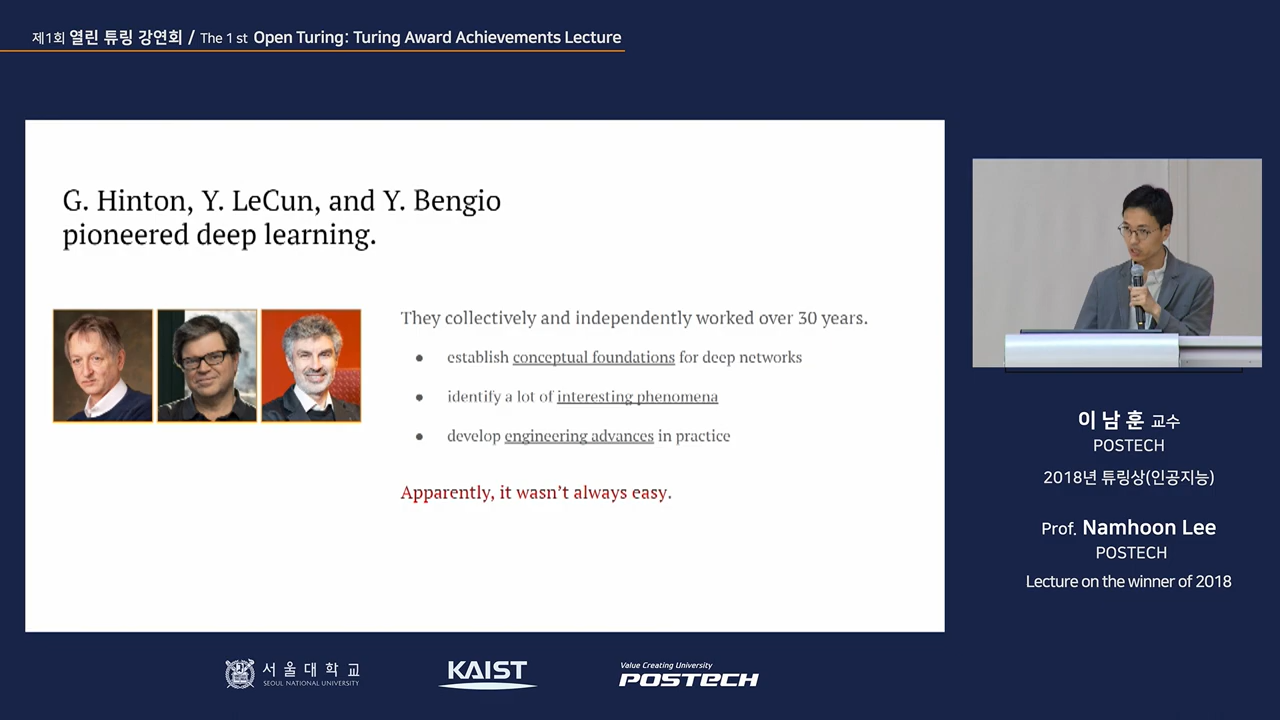 제1회 열린 튜링 강연회 / The 1 st Open Turing: Turing Award Achievements Lecture
G. Hinton, Y. LeCun, and Y. Bengio
pioneered deep learning.
They collectively and independently worked over 30 years.
● establish conceptual foundations for deep networks
● identify a lot of interesting phenomena
● develop engineering advances in practice
Apparently, it wasn't always easy.
이 남 훈 교수
POSTECH
2018년 튜링상(인공지능)
Prof. Namhoon Lee
POSTECH
Lecture on the winner of 2018
서울대학교
SEOUL NATIONAL UNIVERSITY
KAIST
Value Creating University
POSTECH